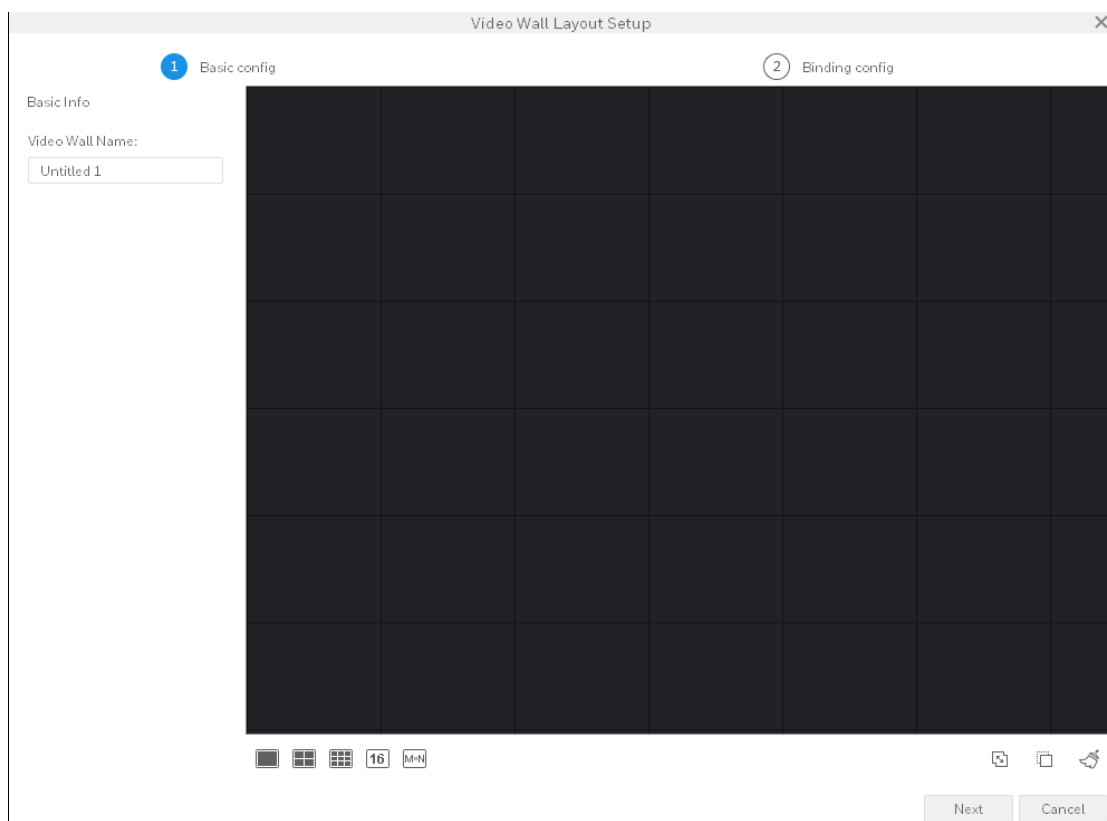 Video Wall Layout Setup
1 Basic config
2 Binding config
Basic Info
Video Wall Name:
Untitled 1
16
M×N
Next
Cancel